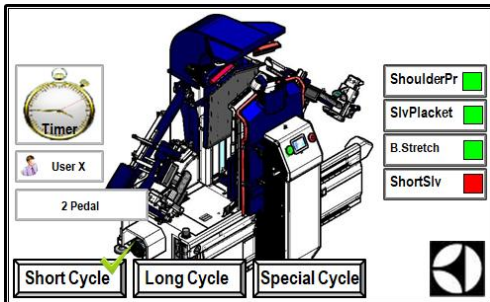 Timer
User X
2 Pedal
ShoulderPr
SlvPlacket
B.Stretch
ShortSlv
Short Cycle
Long Cycle
Special Cycle